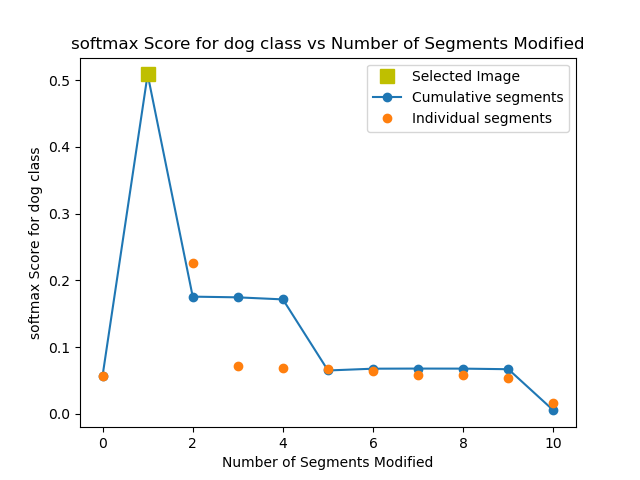 softmax Score for dog class vs Number of Segments Modified
Selected Image
Cumulative segments
Individual segments
softmax Score for dog class
0.5
0.4
0.3
0.2
0.1
0.0
0 2 4 6 8 10
Number of Segments Modified